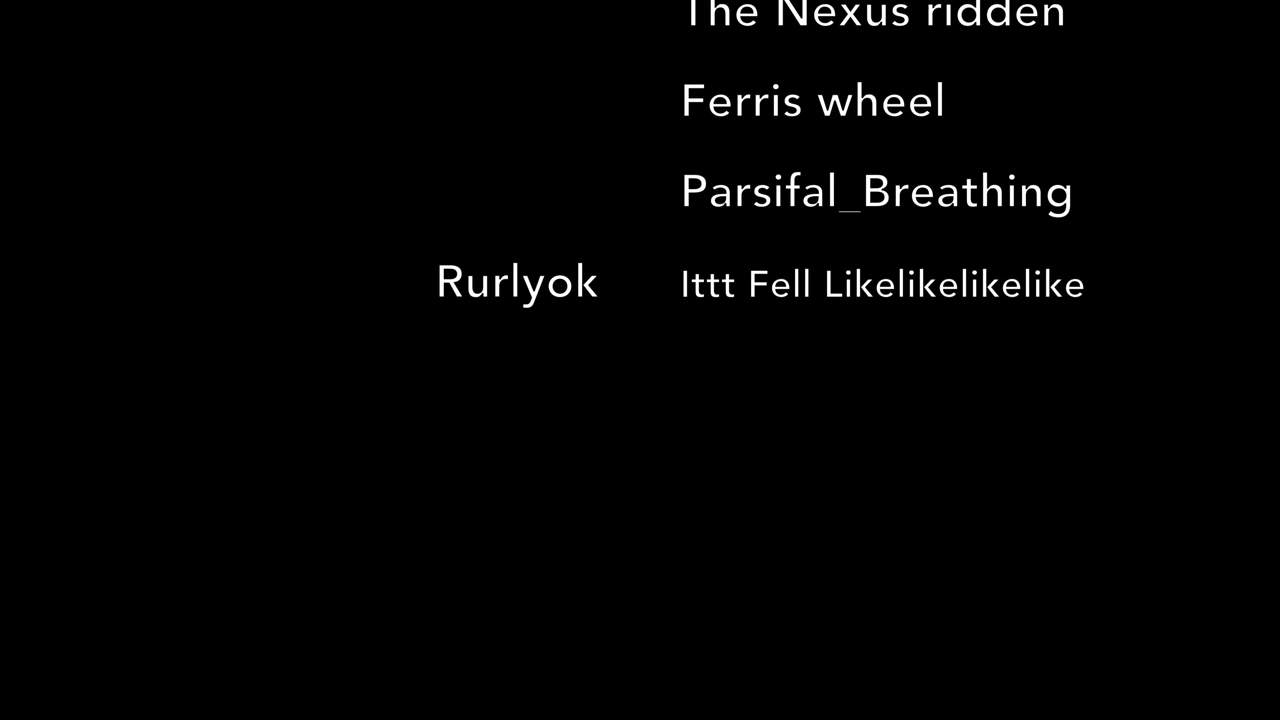 The Nexus ridden
Ferris wheel
Parsifal_Breathing
Rurlyok Ittt Fell Likelikelikelike